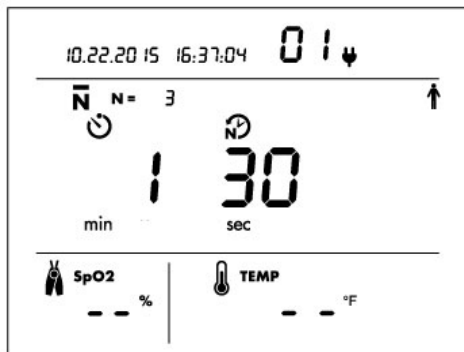 10.22.2015 16:37:04 01
N N = 3
N
1 30
min sec
SpO2 TEMP
-- % -- °F